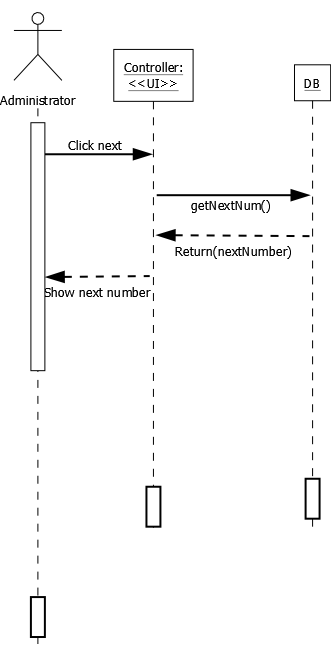 Controller:
<<UI>>
DB
Administrator
Click next
getNextNum()
Return(nextNumber)
Show next number